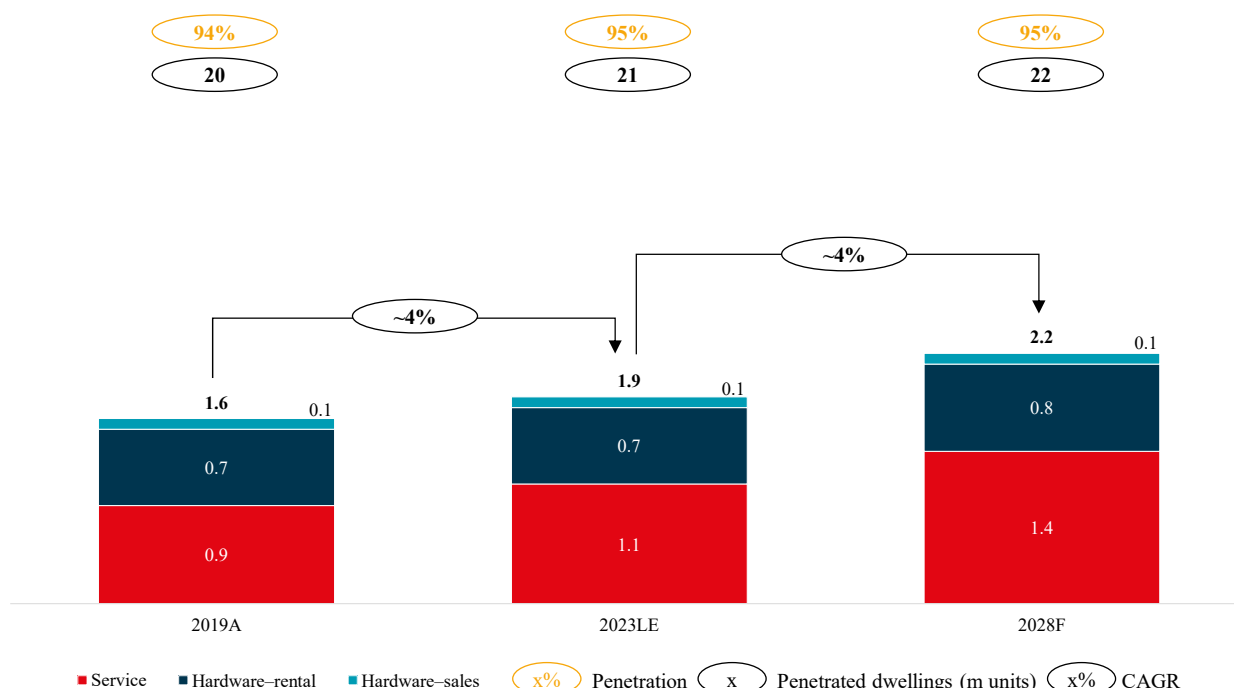 94% 95% 95%
20 21 22
~4%
~4%
2.2 0.1
1.9 0.1
1.6 0.1
0.8
0.7
0.7
1.4
1.1
0.9
2019A 2023LE 2028F
Service Hardware–rental Hardware–sales x% Penetration x Penetrated dwellings (m units) x% CAGR